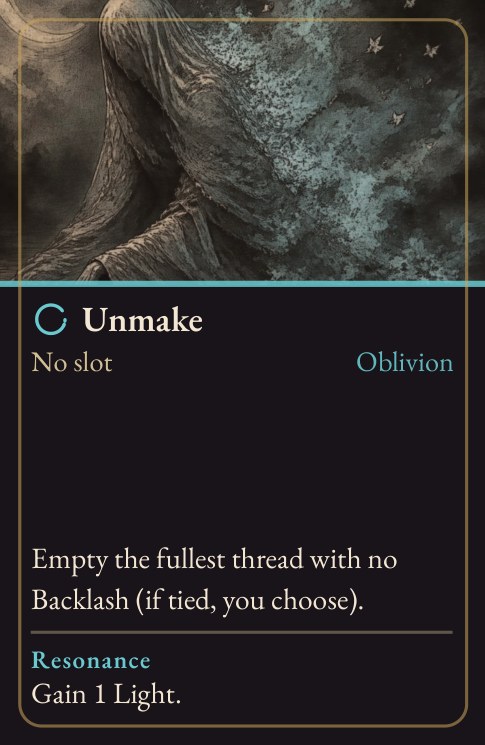 Unmake
No slot
Oblivion
Empty the fullest thread with no
Backlash (if tied, you choose).
Resonance
Gain 1 Light.